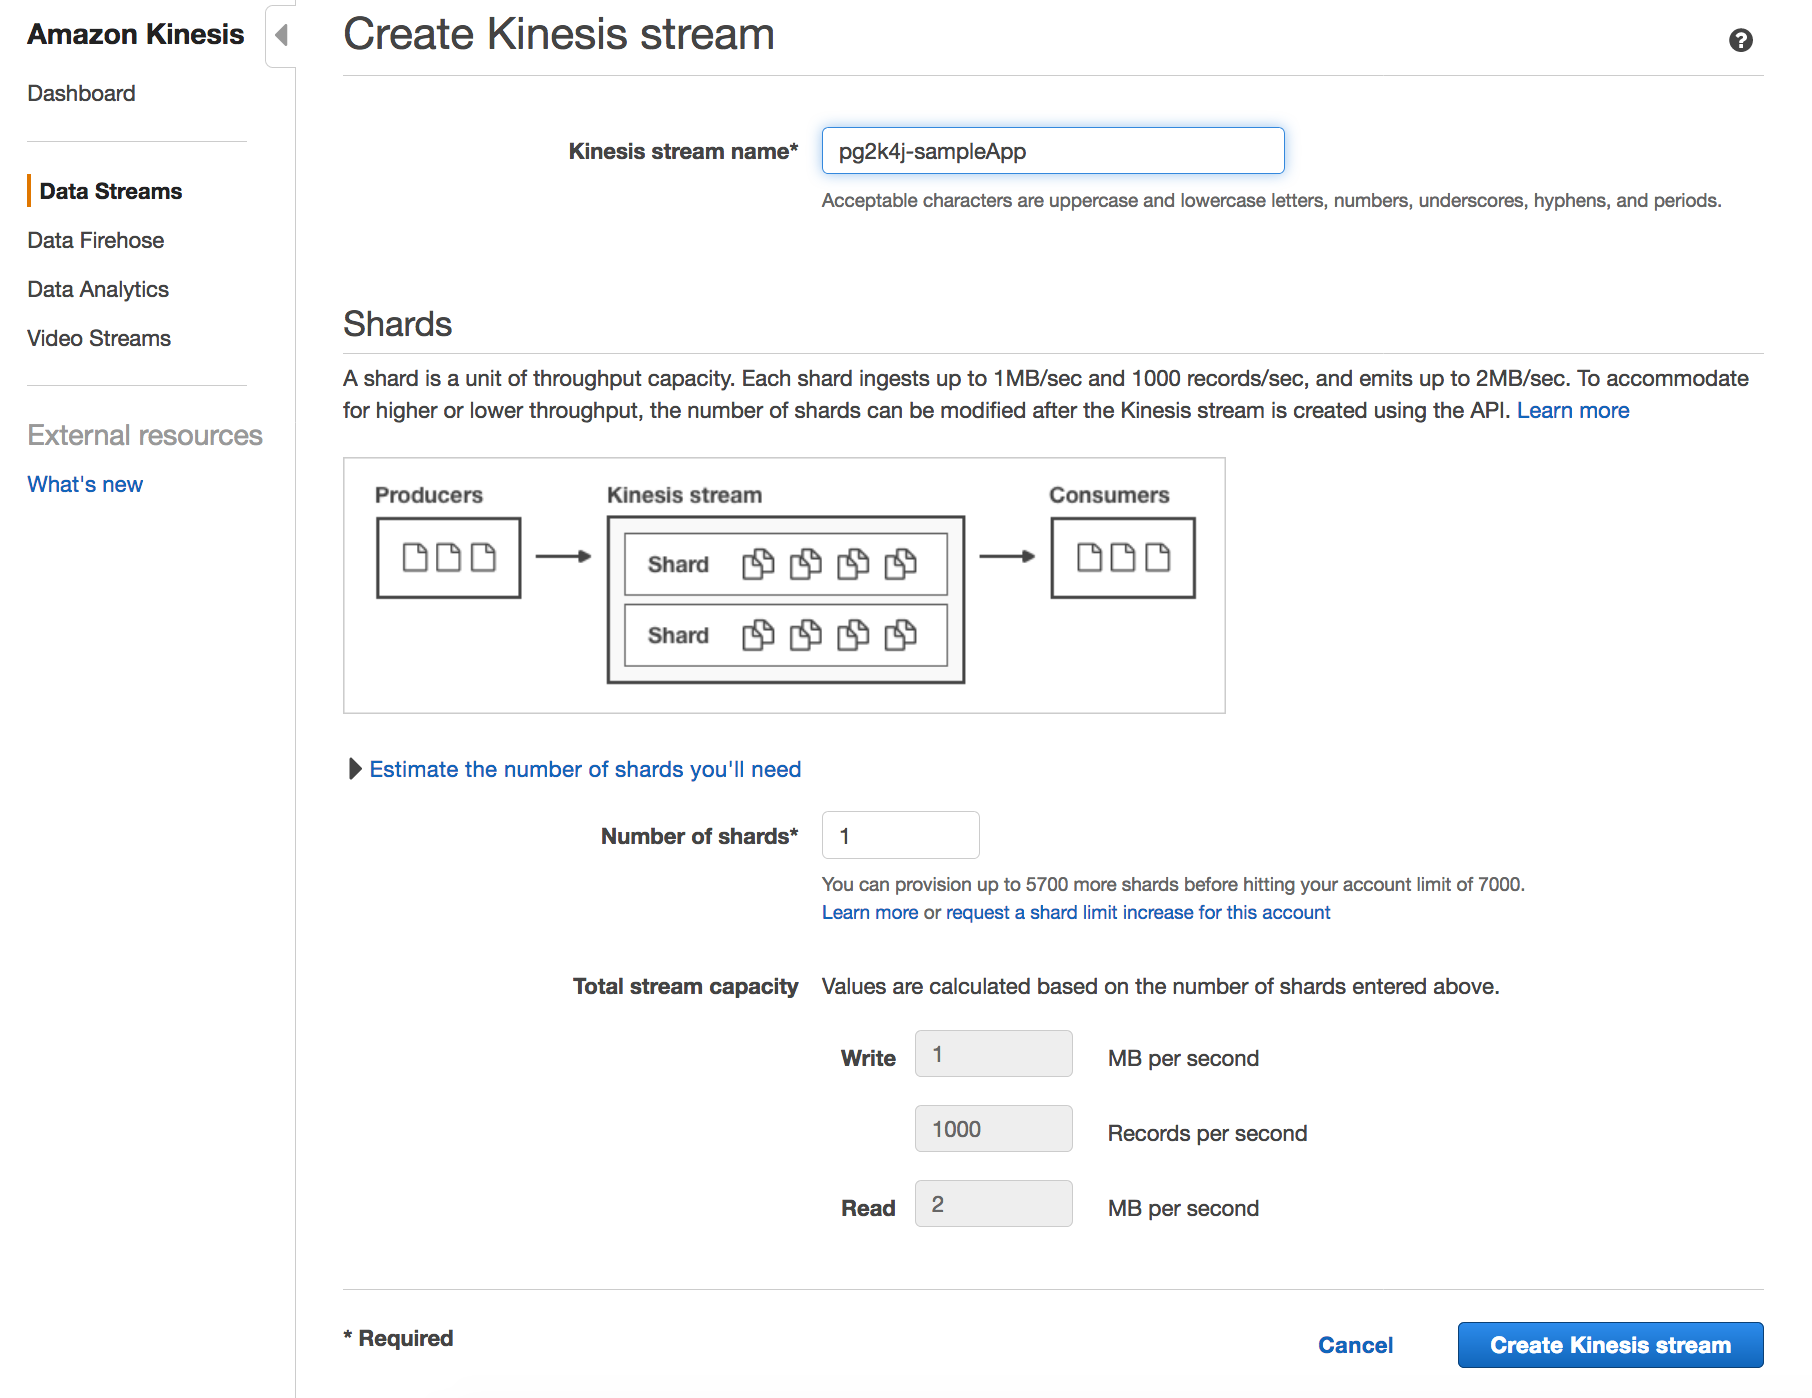 Amazon Kinesis
Dashboard
Data Streams
Data Firehose
Data Analytics
Video Streams
External resources
What's new
Create Kinesis stream
Kinesis stream name*
pg2k4j-sampleApp
Acceptable characters are uppercase and lowercase letters, numbers, underscores, hyphens, and periods.
Shards
A shard is a unit of throughput capacity. Each shard ingests up to 1MB/sec and 1000 records/sec, and emits up to 2MB/sec. To accommodate
for higher or lower throughput, the number of shards can be modified after the Kinesis stream is created using the API. Learn more
Producers
Kinesis stream
Consumers
Shard
Shard
Estimate the number of shards you'll need
Number of shards*
1
You can provision up to 5700 more shards before hitting your account limit of 7000.
Learn more or request a shard limit increase for this account
Total stream capacity
Values are calculated based on the number of shards entered above.
Write
1
MB per second
1000
Records per second
Read
2
MB per second
* Required
Cancel
Create Kinesis stream